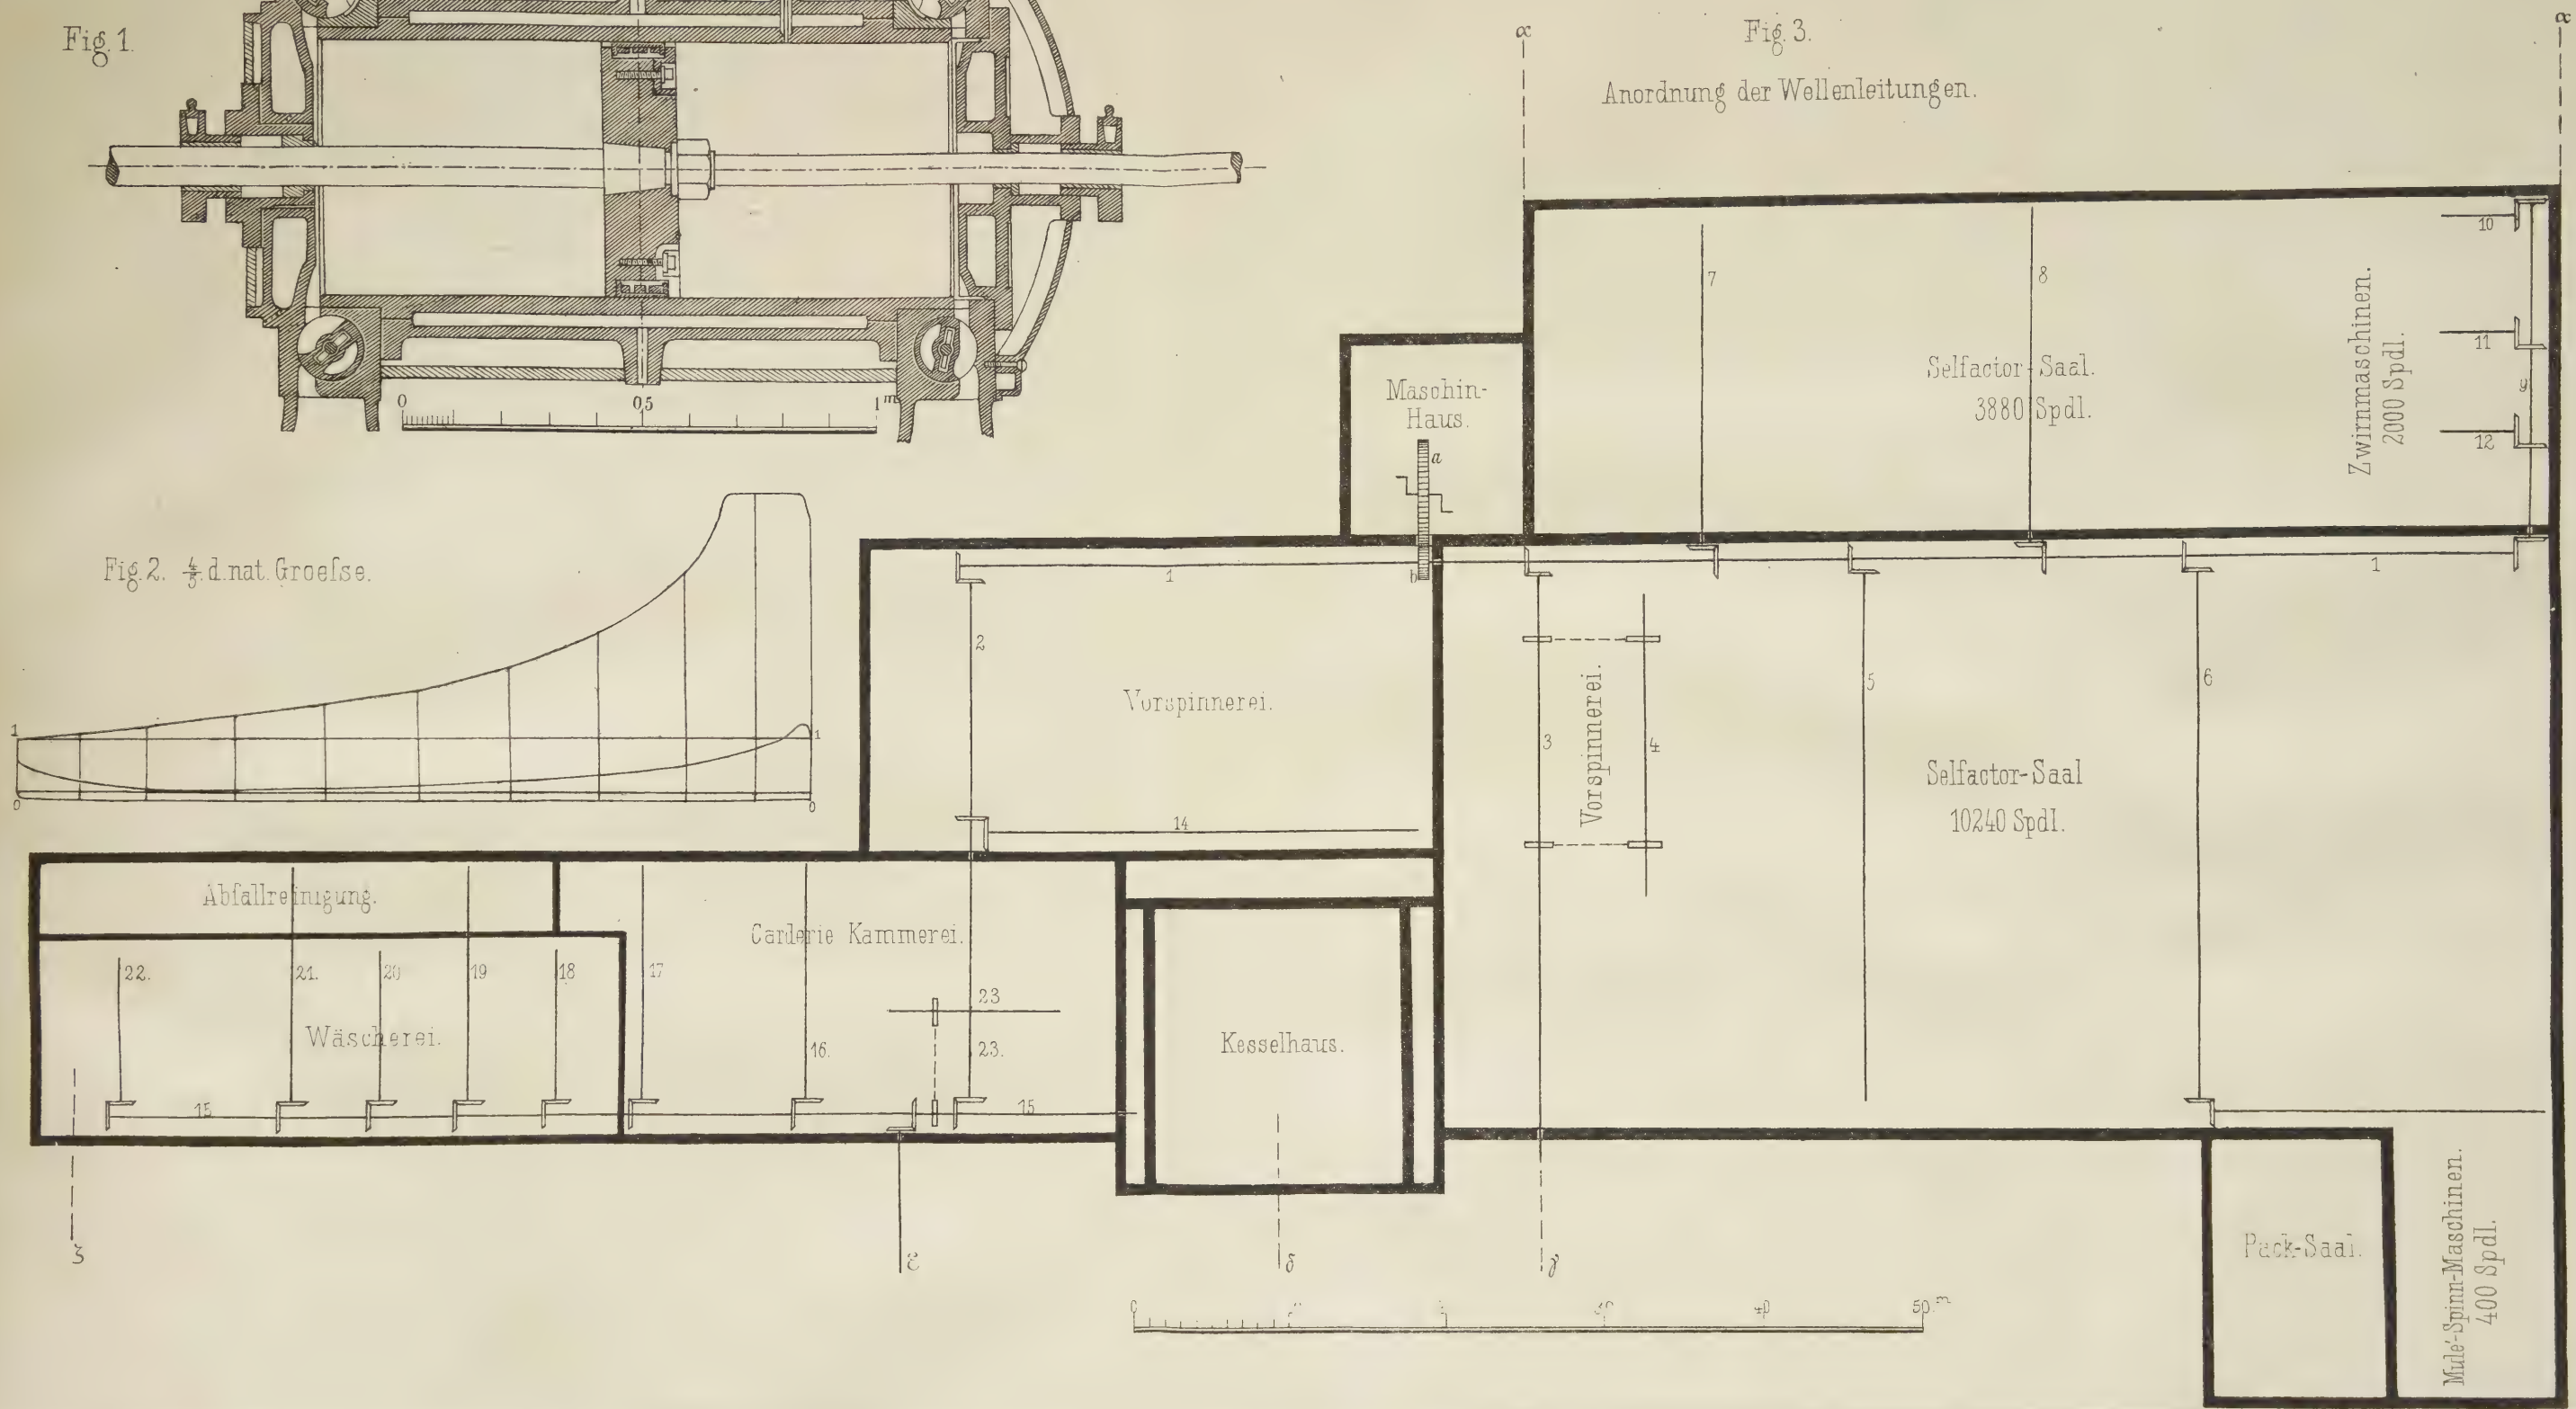 Fig. 1.
0 0,5 1 m
Fig. 2. 4/5 d. nat. Groeſse.
1 1
0 0
Fig. 3.
Anordnung der Wellenleitungen.
α α
Maschin-
Haus.
a
b
7
8
Selfactor-Saal.
3880 Spdl.
Zwirnmaschinen.
2000 Spdl.
10
11
9
12
1
1
2
Vorspinnerei.
14
3
Vorspinnerei.
4
5
6
Selfactor-Saal
10240 Spdl.
Abfallreinigung.
Carderie Kammerei.
22.
21.
20
19
18
17
16.
23
23.
Wäscherei.
15
15
Kesselhaus.
Pack-Saal.
Mule-Spinn-Maschinen.
400 Spdl.
ζ
ε
δ
γ
0 40 50 m